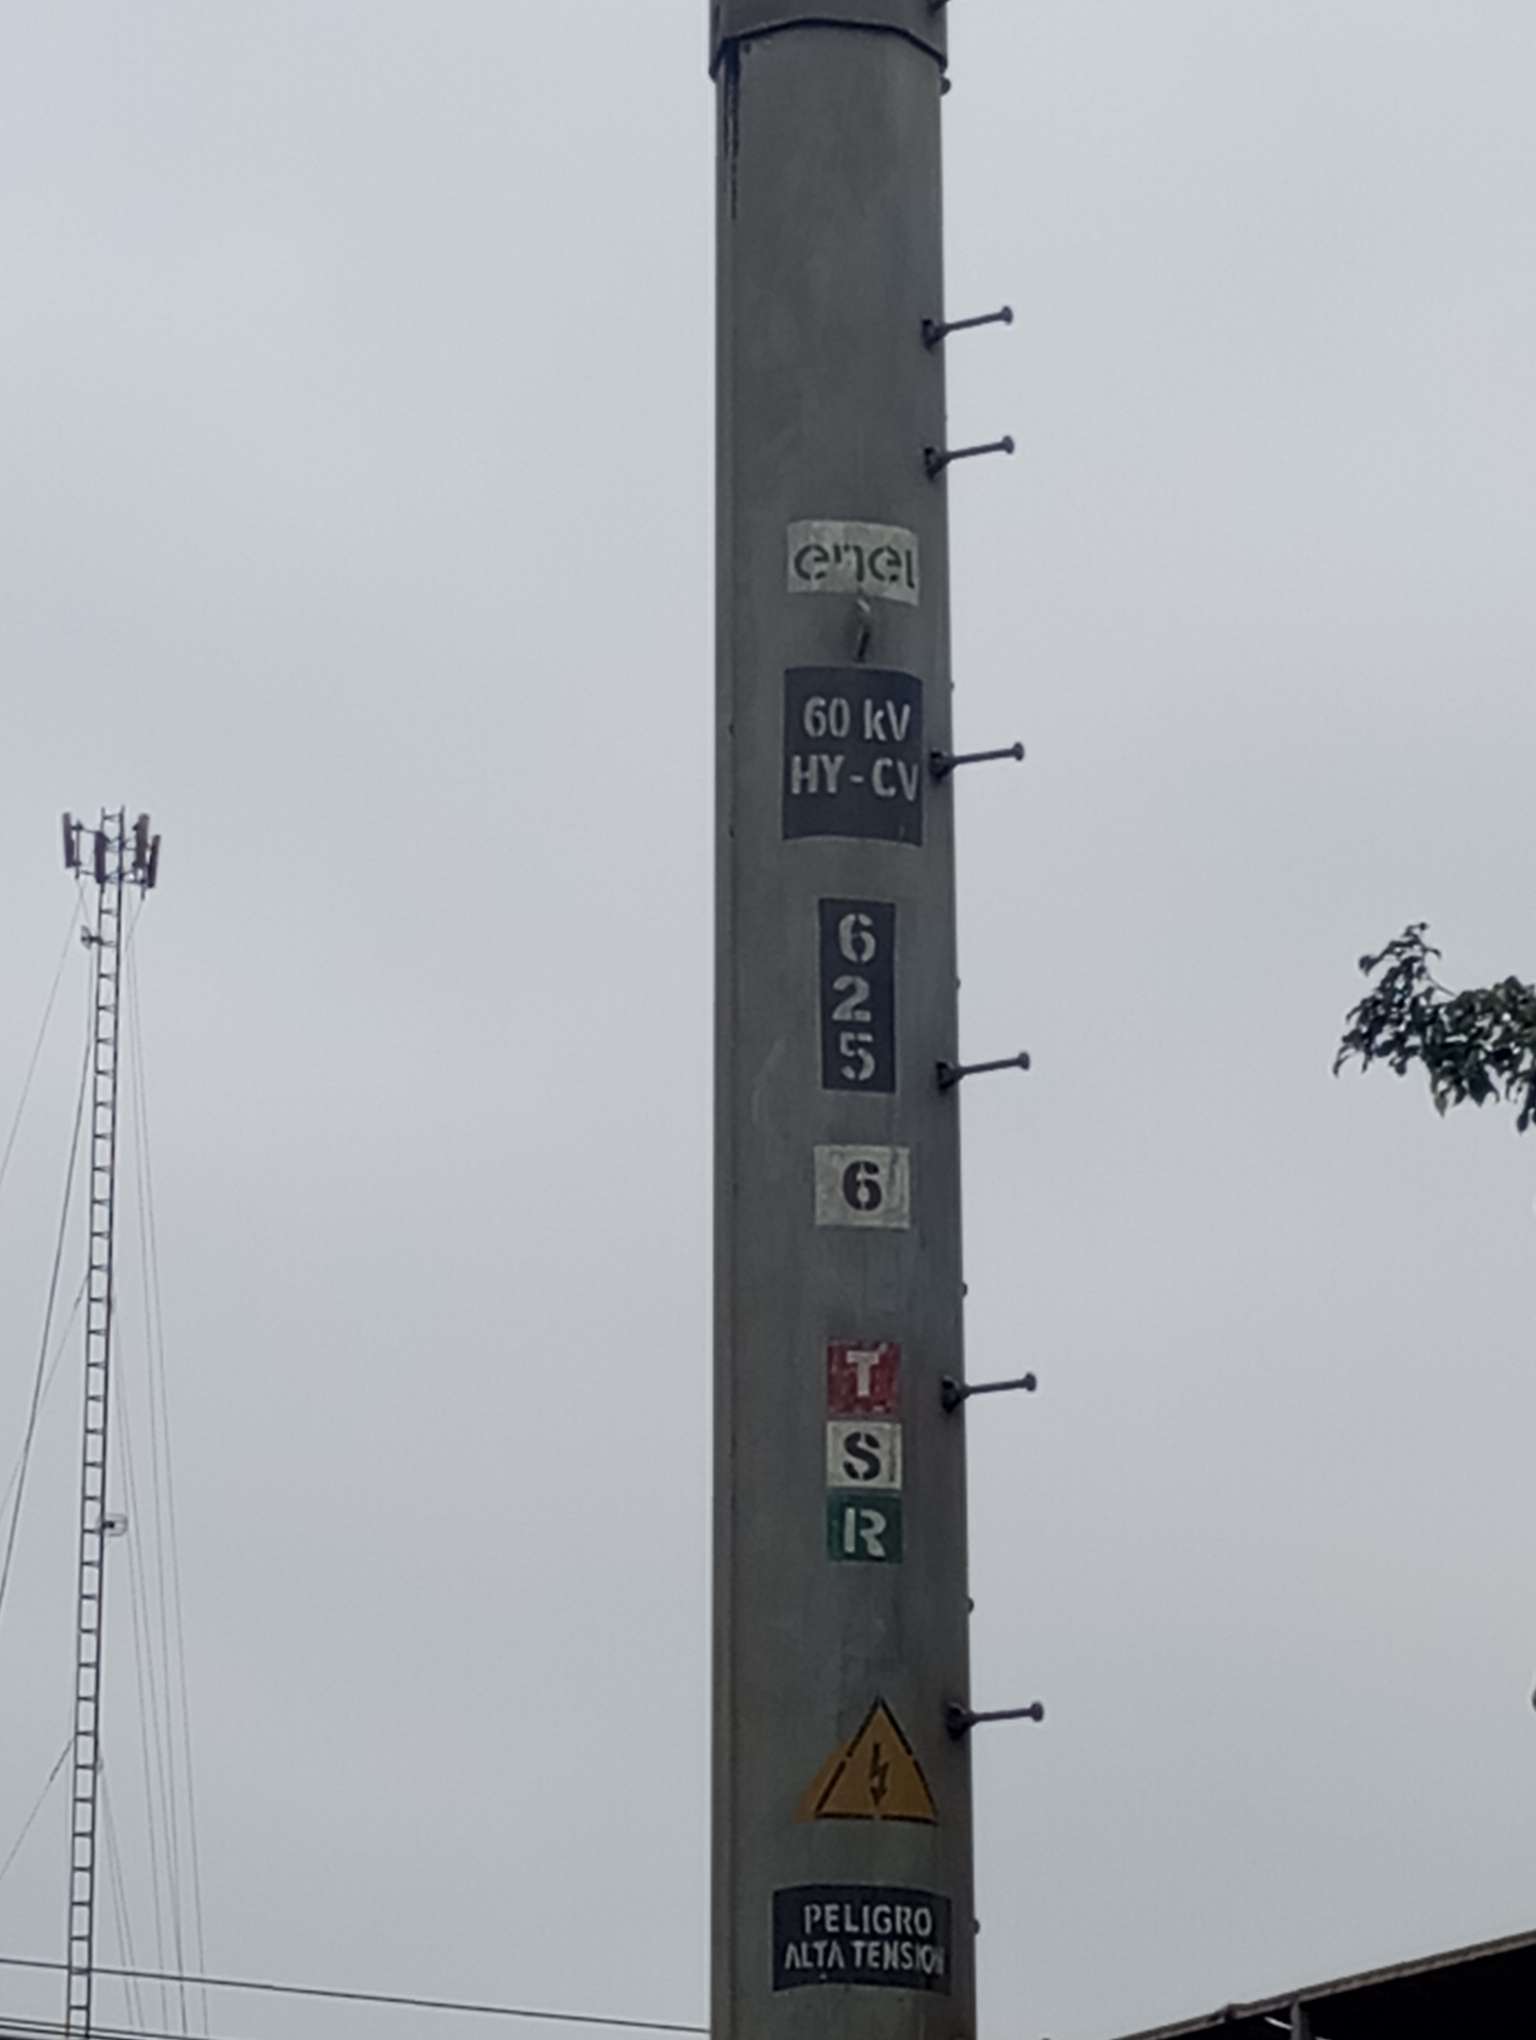 enel
60 kV
HY-CV
6
2
5
6
T
S
R
PELIGRO
ALTA TENSION